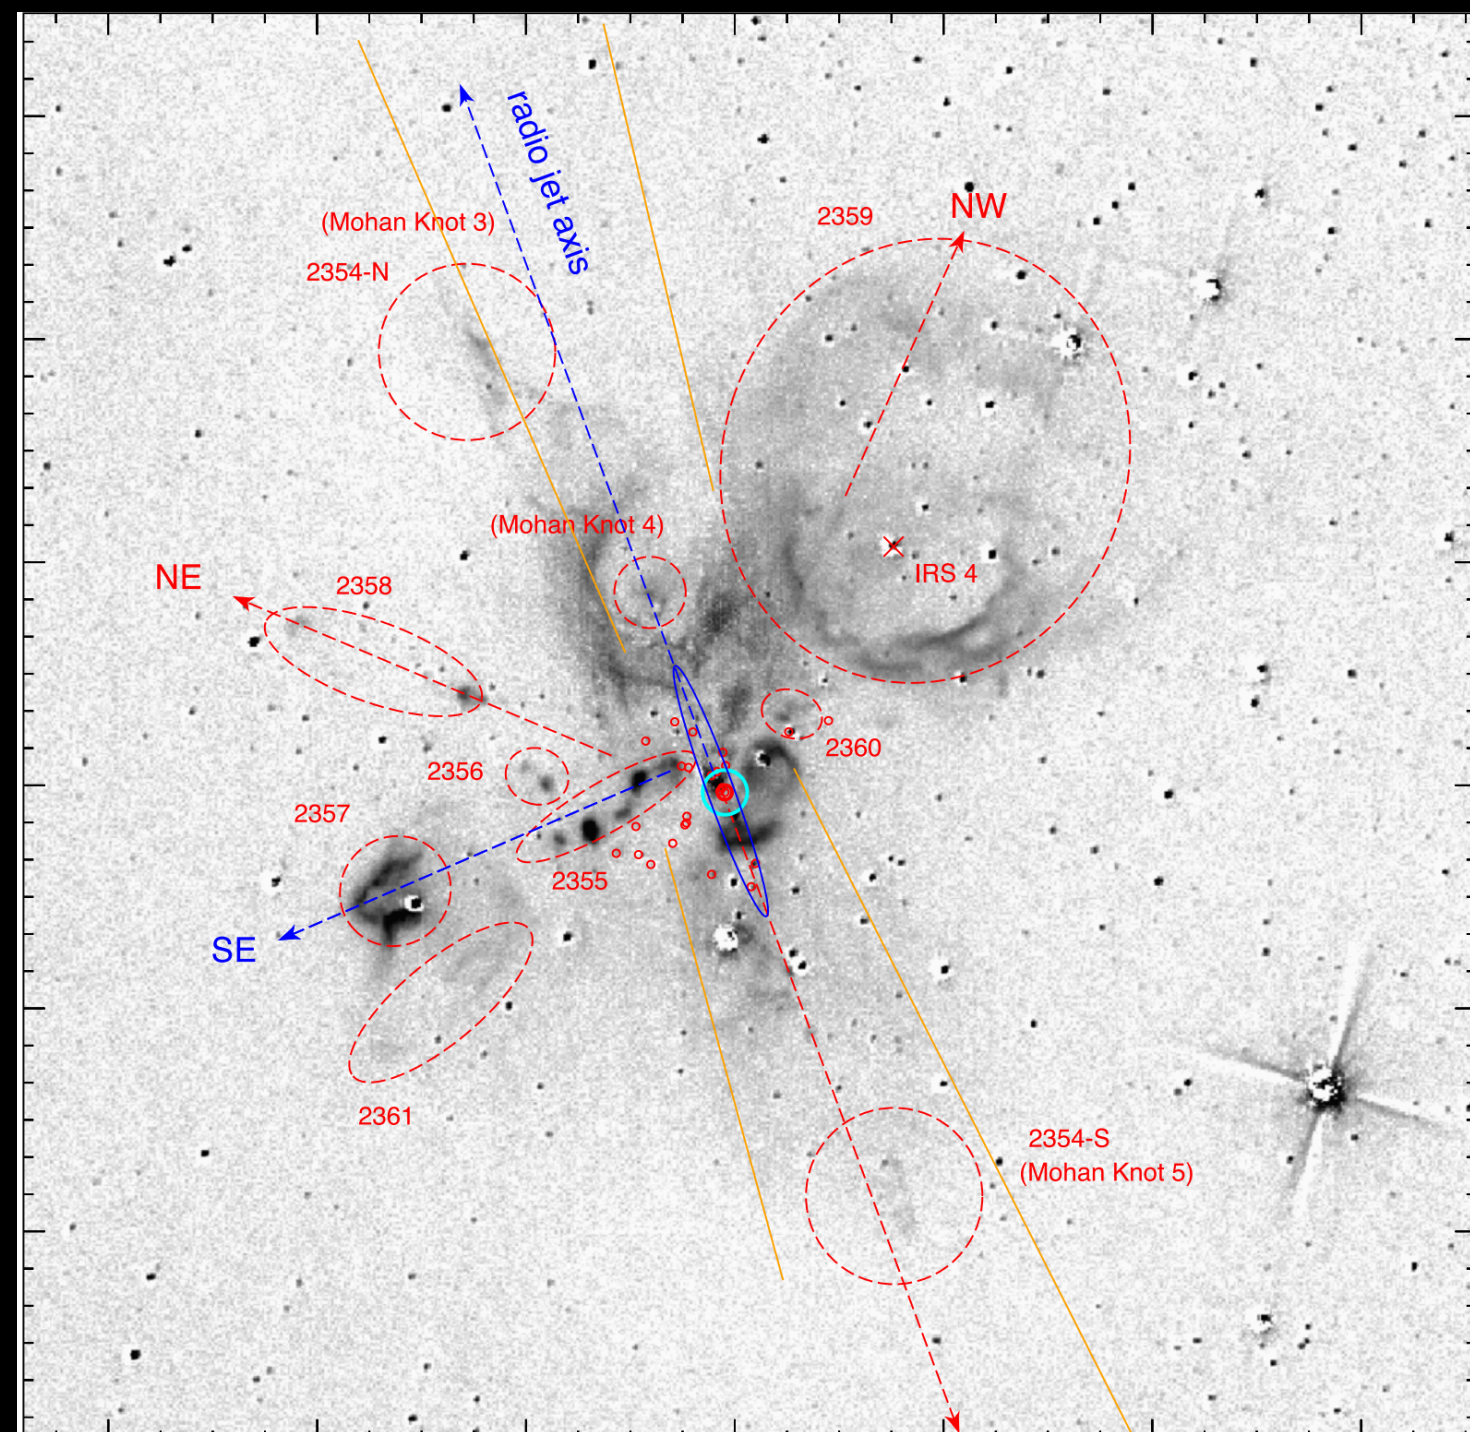 radio jet axis
(Mohan Knot 3)
2354-N
2359
NW
(Mohan Knot 4)
IRS 4
NE
2358
2360
2356
2357
2355
SE
2361
2354-S
(Mohan Knot 5)